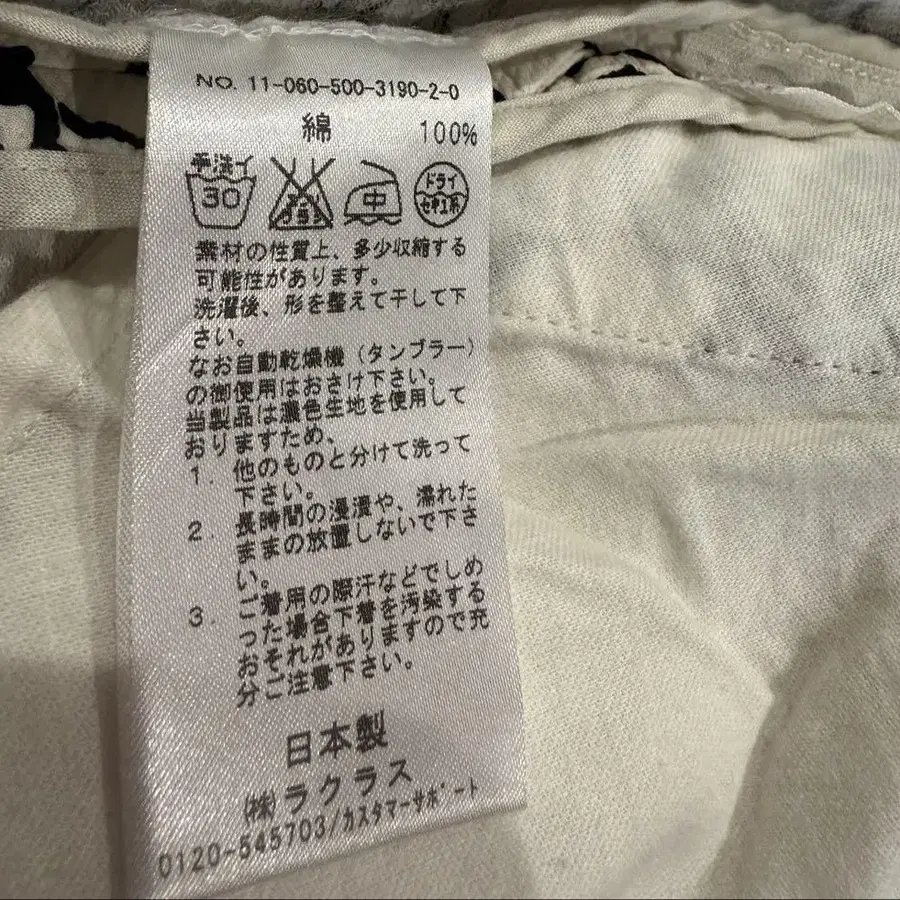 NO. 11-060-500-3190-2-0
綿 100%
手洗イ
30
エンソ
サラシ
中
ドライ
セキユ系
素材の性質上、多少収縮する
可能性があります。
洗濯後、形を整えて干して下
さい。
なお自動乾燥機（タンブラー）
の御使用はおさけ下さい。
当製品は濃色生地を使用して
おりますため、
1. 他のものと分けて洗って
下さい。
2. 長時間の浸漬や、濡れた
ままの放置しないで下さ
い。
3. ご着用の際汗などでしめ
った場合下着を汚染する
おそれがありますので充
分ご注意下さい。
日本製
㈱ラクラス
0120-545703/カスタマーサポート